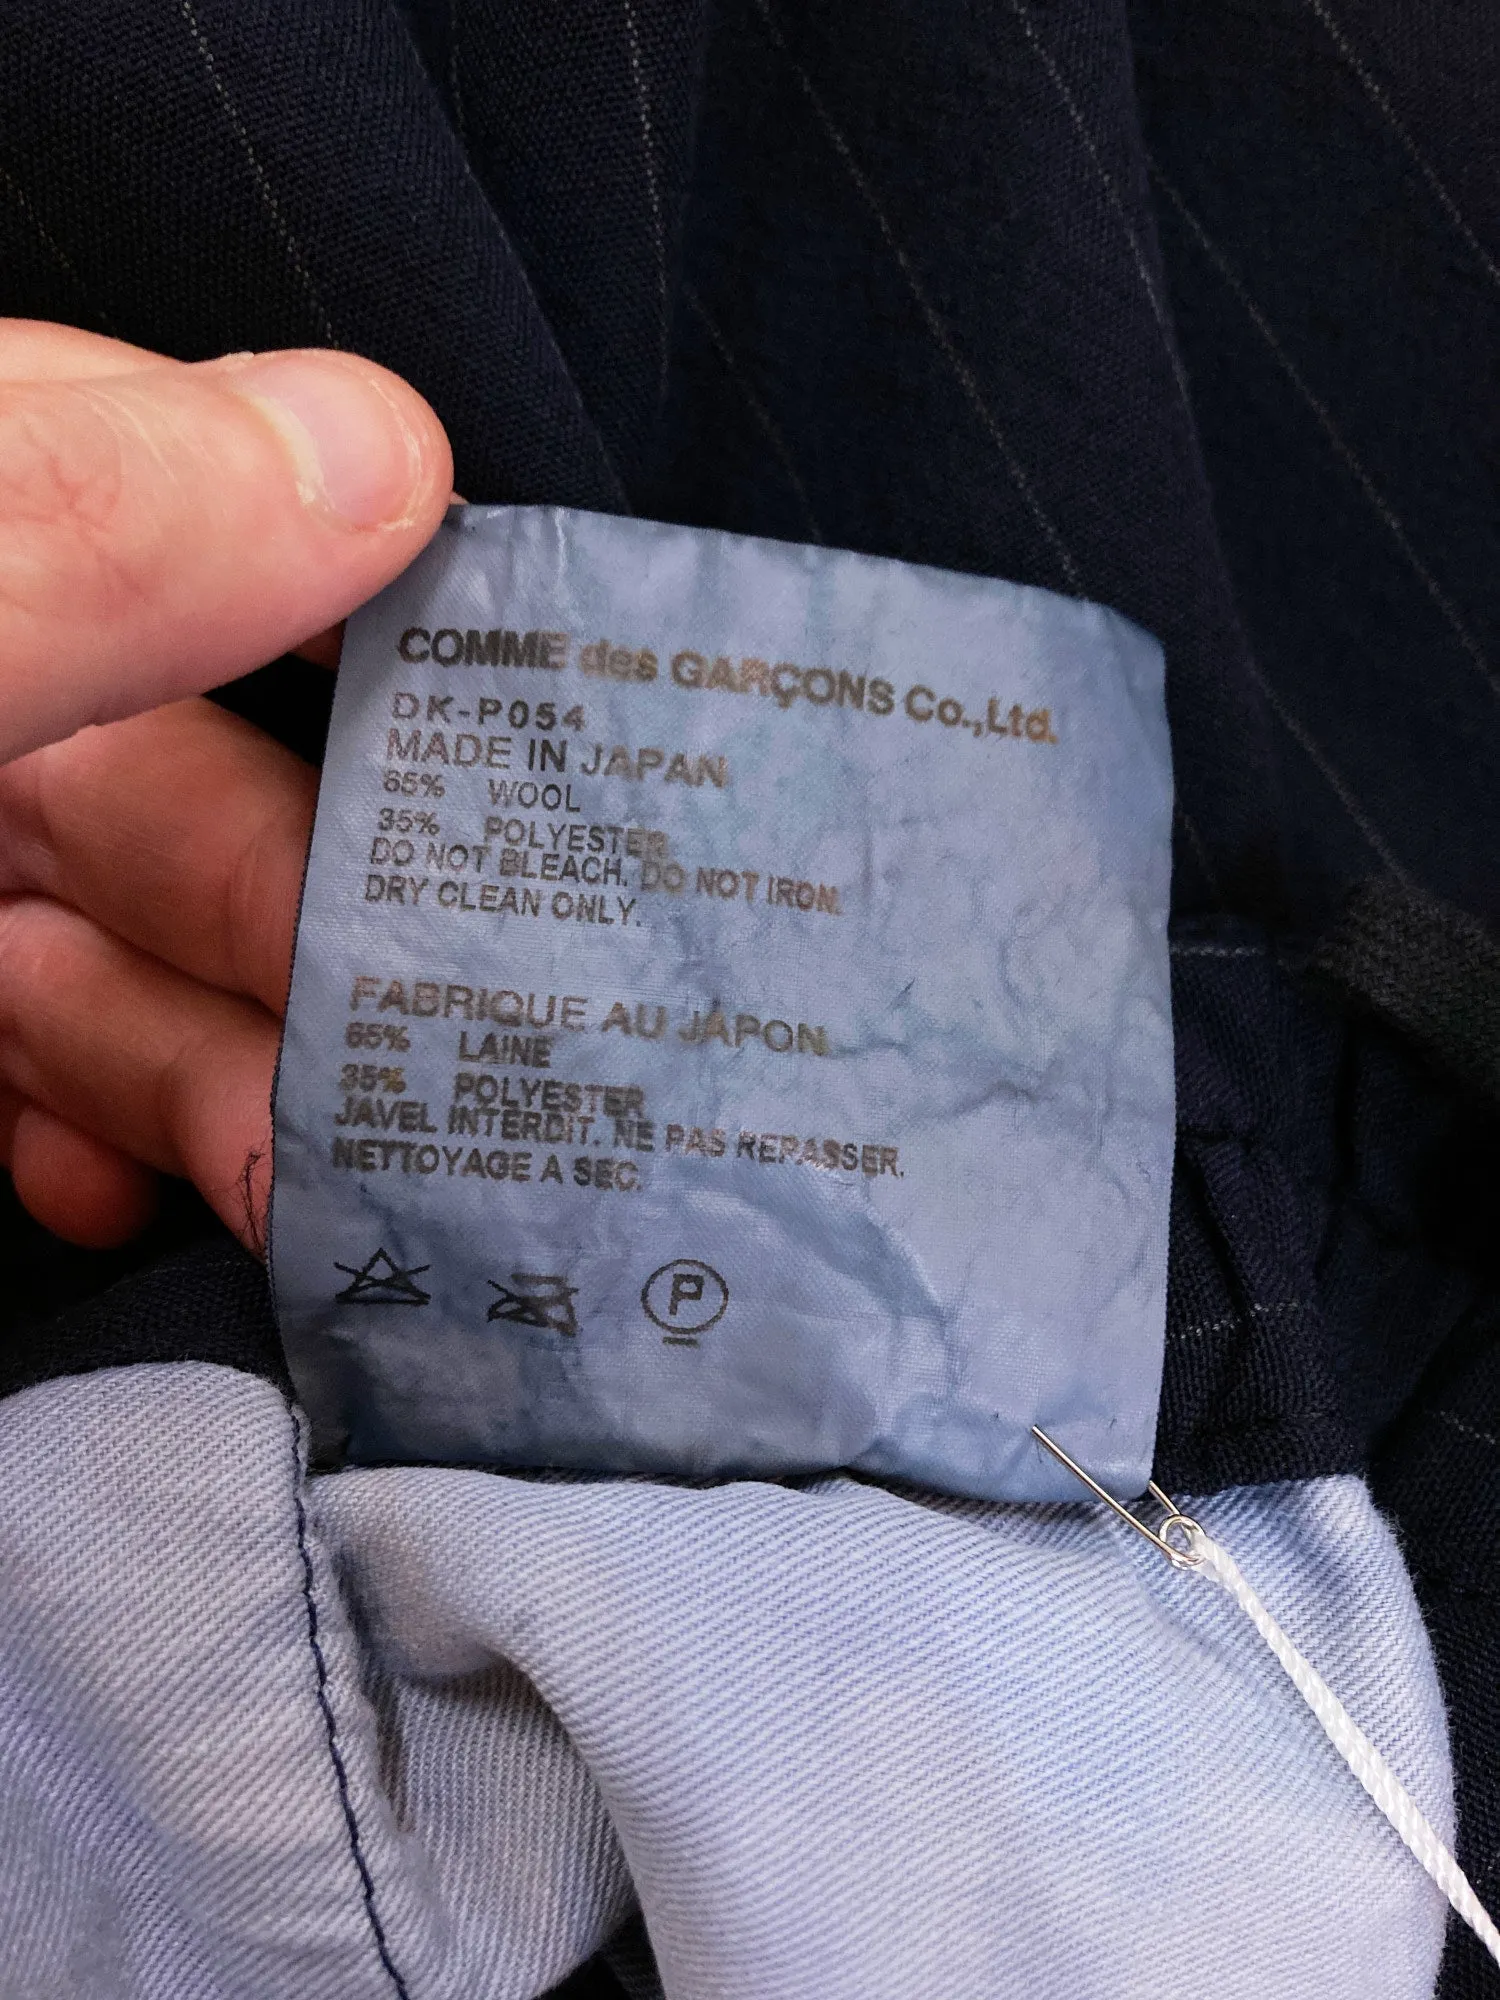 COMME des GARÇONS Co.,Ltd.
DK-P054
MADE IN JAPAN
65% WOOL
35% POLYESTER
DO NOT BLEACH. DO NOT IRON.
DRY CLEAN ONLY.
FABRIQUE AU JAPON
65% LAINE
35% POLYESTER
JAVEL INTERDIT. NE PAS REPASSER.
NETTOYAGE A SEC.
P